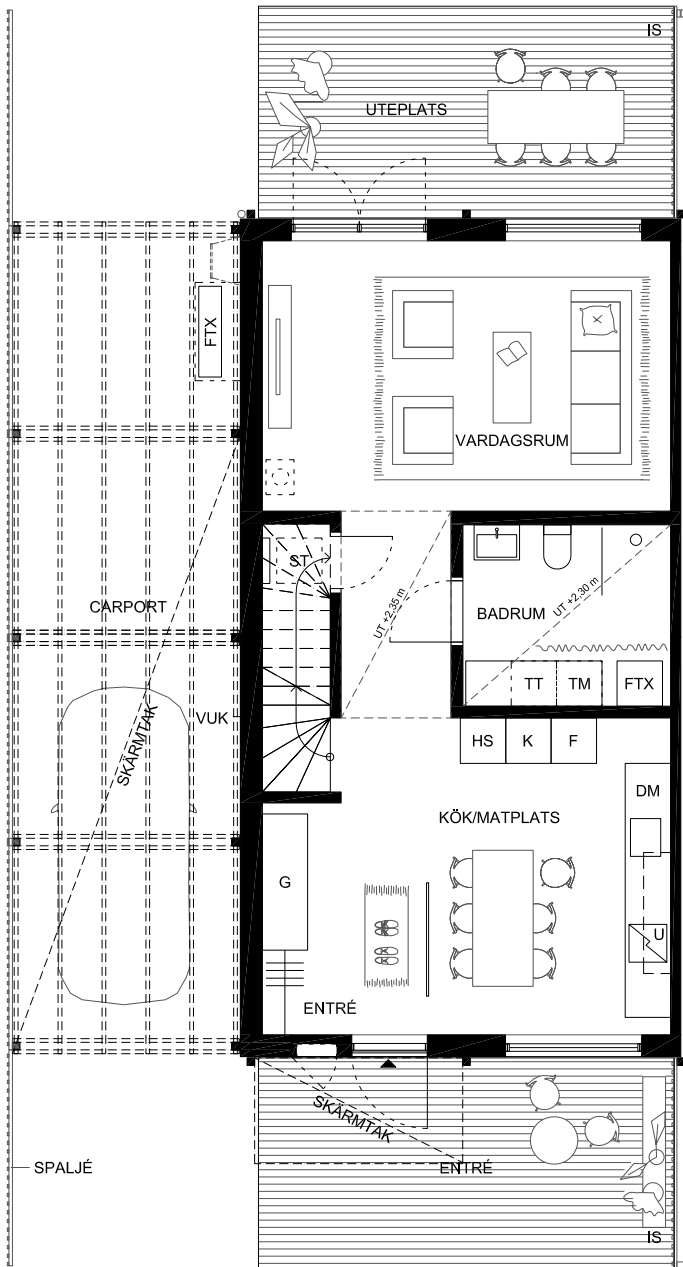 IS
UTEPLATS
FTX
VARDAGSRUM
ST
UT +2,35 m
UT +2,30 m
CARPORT
BADRUM
TT
TM
FTX
VUK
SKÄRMTAK
HS
K
F
DM
KÖK/MATPLATS
G
U
ENTRÉ
SKÄRMTAK
SPALJÉ
ENTRÉ
IS